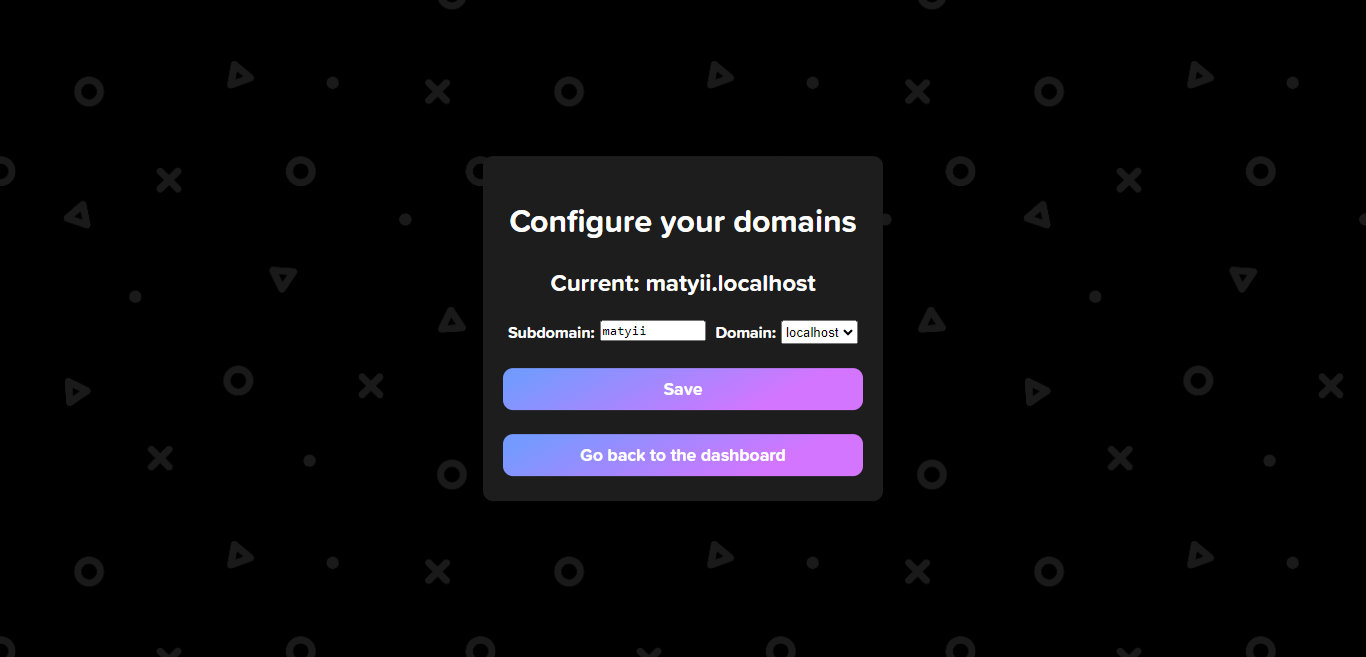 Configure your domains
Current: matyii.localhost
Subdomain: matyii Domain: localhost
Save
Go back to the dashboard